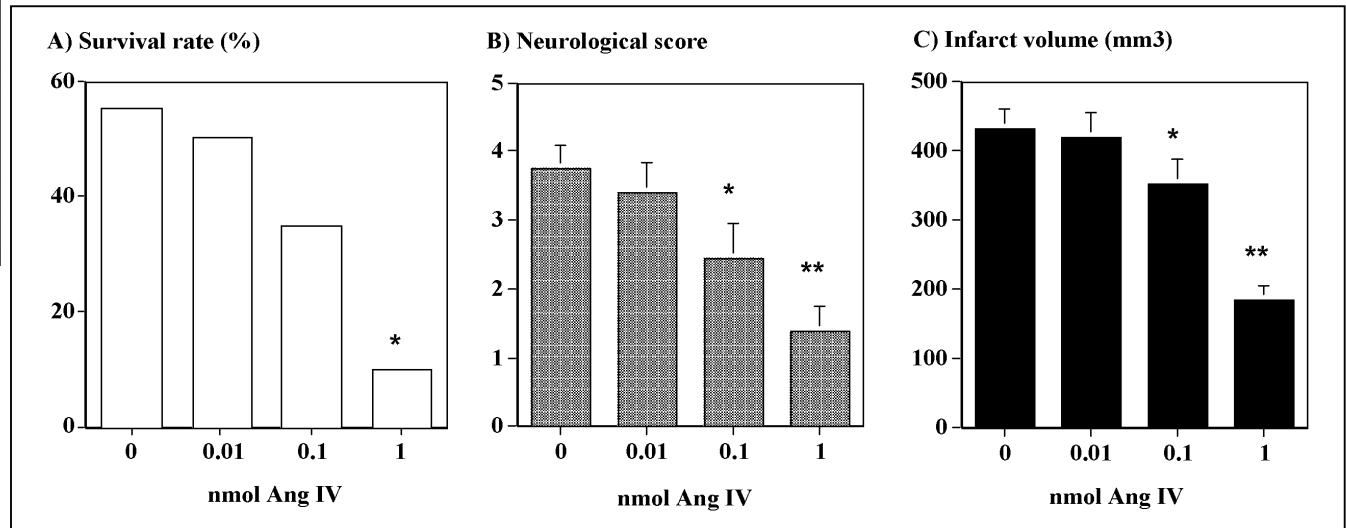 A) Survival rate (%)
60
40
20
0
*
0 0.01 0.1 1
nmol Ang IV
B) Neurological score
5
4
3
2
1
0
*
**
0 0.01 0.1 1
nmol Ang IV
C) Infarct volume (mm3)
500
400
300
200
100
0
*
**
0 0.01 0.1 1
nmol Ang IV